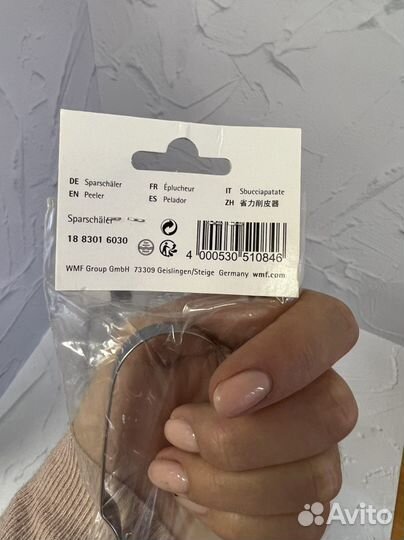 DE Sparschäler FR Éplucheur IT Sbucciapatate
EN Peeler ES Pelador ZH 省力削皮器
Sparschäler
18 8301 6030
4 000530 510846
WMF Group GmbH 73309 Geislingen/Steige Germany wmf.com
Avito